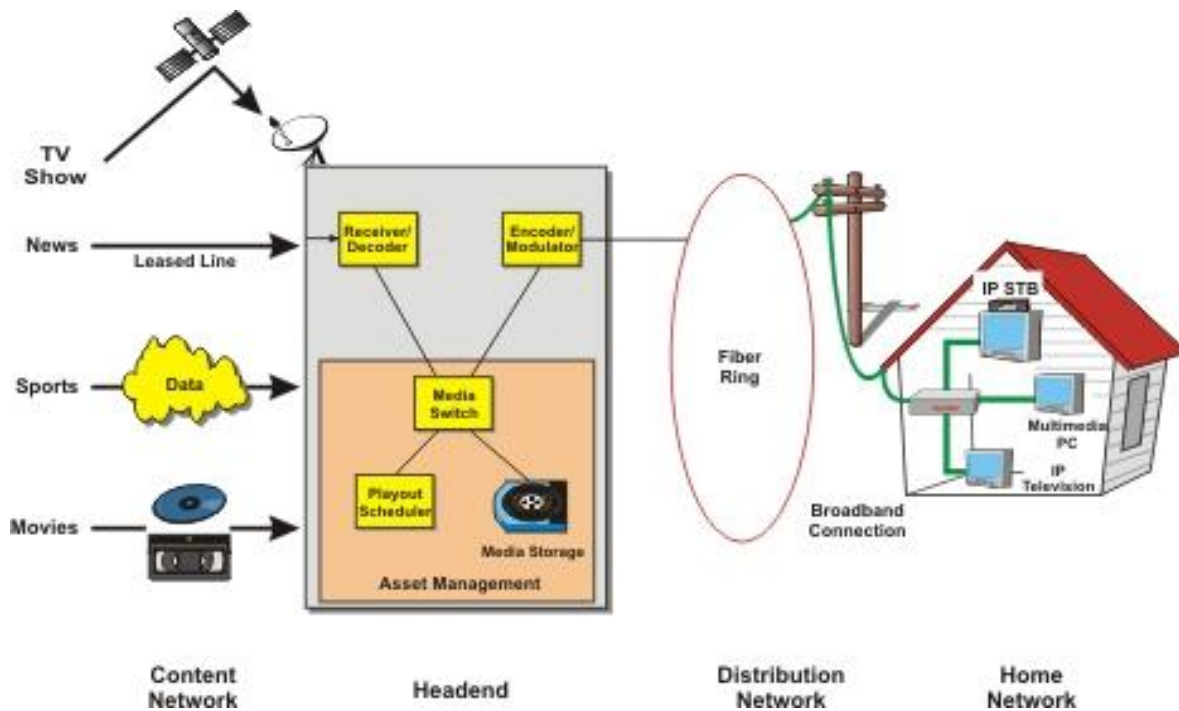 TV
Show
News
Leased Line
Sports
Data
Movies
Receiver/
Decoder
Encoder/
Modulator
Media
Switch
Playout
Scheduler
Media Storage
Asset Management
Fiber
Ring
IP STB
Multimedia
PC
IP
Television
Broadband
Connection
Content
Network
Headend
Distribution
Network
Home
Network